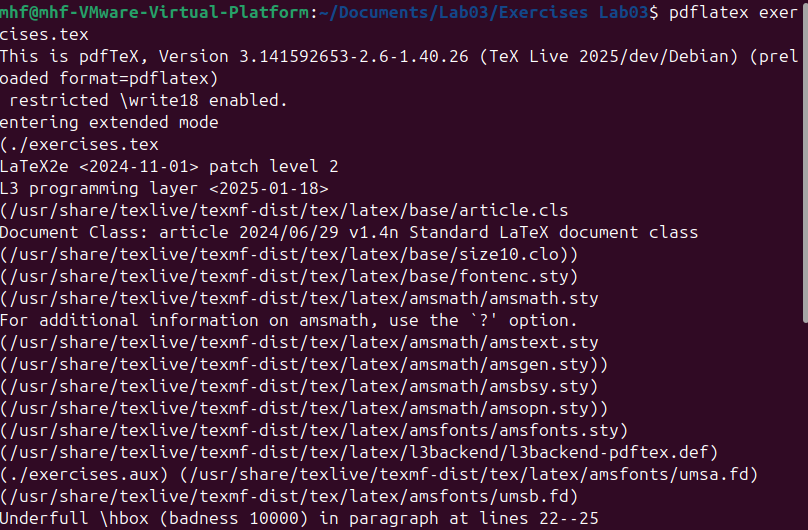 mhf@mhf-VMware-Virtual-Platform:~/Documents/Lab03/Exercises Lab03$ pdflatex exer
cises.tex
This is pdfTeX, Version 3.141592653-2.6-1.40.26 (TeX Live 2025/dev/Debian) (prel
oaded format=pdflatex)
 restricted \write18 enabled.
entering extended mode
(./exercises.tex
LaTeX2e <2024-11-01> patch level 2
L3 programming layer <2025-01-18>
(/usr/share/texlive/texmf-dist/tex/latex/base/article.cls
Document Class: article 2024/06/29 v1.4n Standard LaTeX document class
(/usr/share/texlive/texmf-dist/tex/latex/base/size10.clo))
(/usr/share/texlive/texmf-dist/tex/latex/base/fontenc.sty)
(/usr/share/texlive/texmf-dist/tex/latex/amsmath/amsmath.sty
For additional information on amsmath, use the `?' option.
(/usr/share/texlive/texmf-dist/tex/latex/amsmath/amstext.sty
(/usr/share/texlive/texmf-dist/tex/latex/amsmath/amsgen.sty))
(/usr/share/texlive/texmf-dist/tex/latex/amsmath/amsbsy.sty)
(/usr/share/texlive/texmf-dist/tex/latex/amsmath/amsopn.sty))
(/usr/share/texlive/texmf-dist/tex/latex/amsfonts/amsfonts.sty)
(/usr/share/texlive/texmf-dist/tex/latex/l3backend/l3backend-pdftex.def)
(./exercises.aux) (/usr/share/texlive/texmf-dist/tex/latex/amsfonts/umsa.fd)
(/usr/share/texlive/texmf-dist/tex/latex/amsfonts/umsb.fd)
Underfull \hbox (badness 10000) in paragraph at lines 22--25